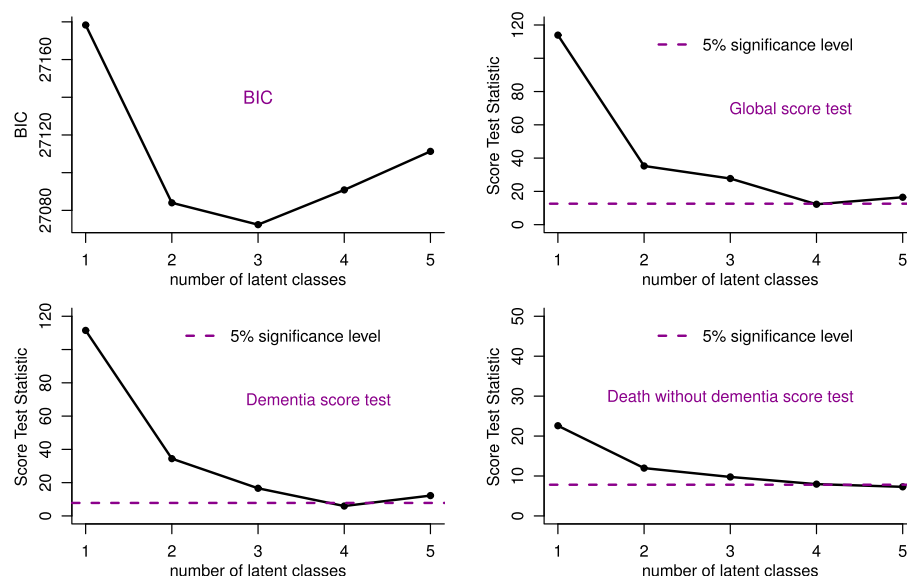 BIC
27160
27120
27080
BIC
1 2 3 4 5
number of latent classes
Score Test Statistic
120
80
60
40
20
0
5% significance level
Global score test
1 2 3 4 5
number of latent classes
Score Test Statistic
120
80
60
40
20
0
5% significance level
Dementia score test
1 2 3 4 5
number of latent classes
Score Test Statistic
50
40
30
20
10
0
5% significance level
Death without dementia score test
1 2 3 4 5
number of latent classes